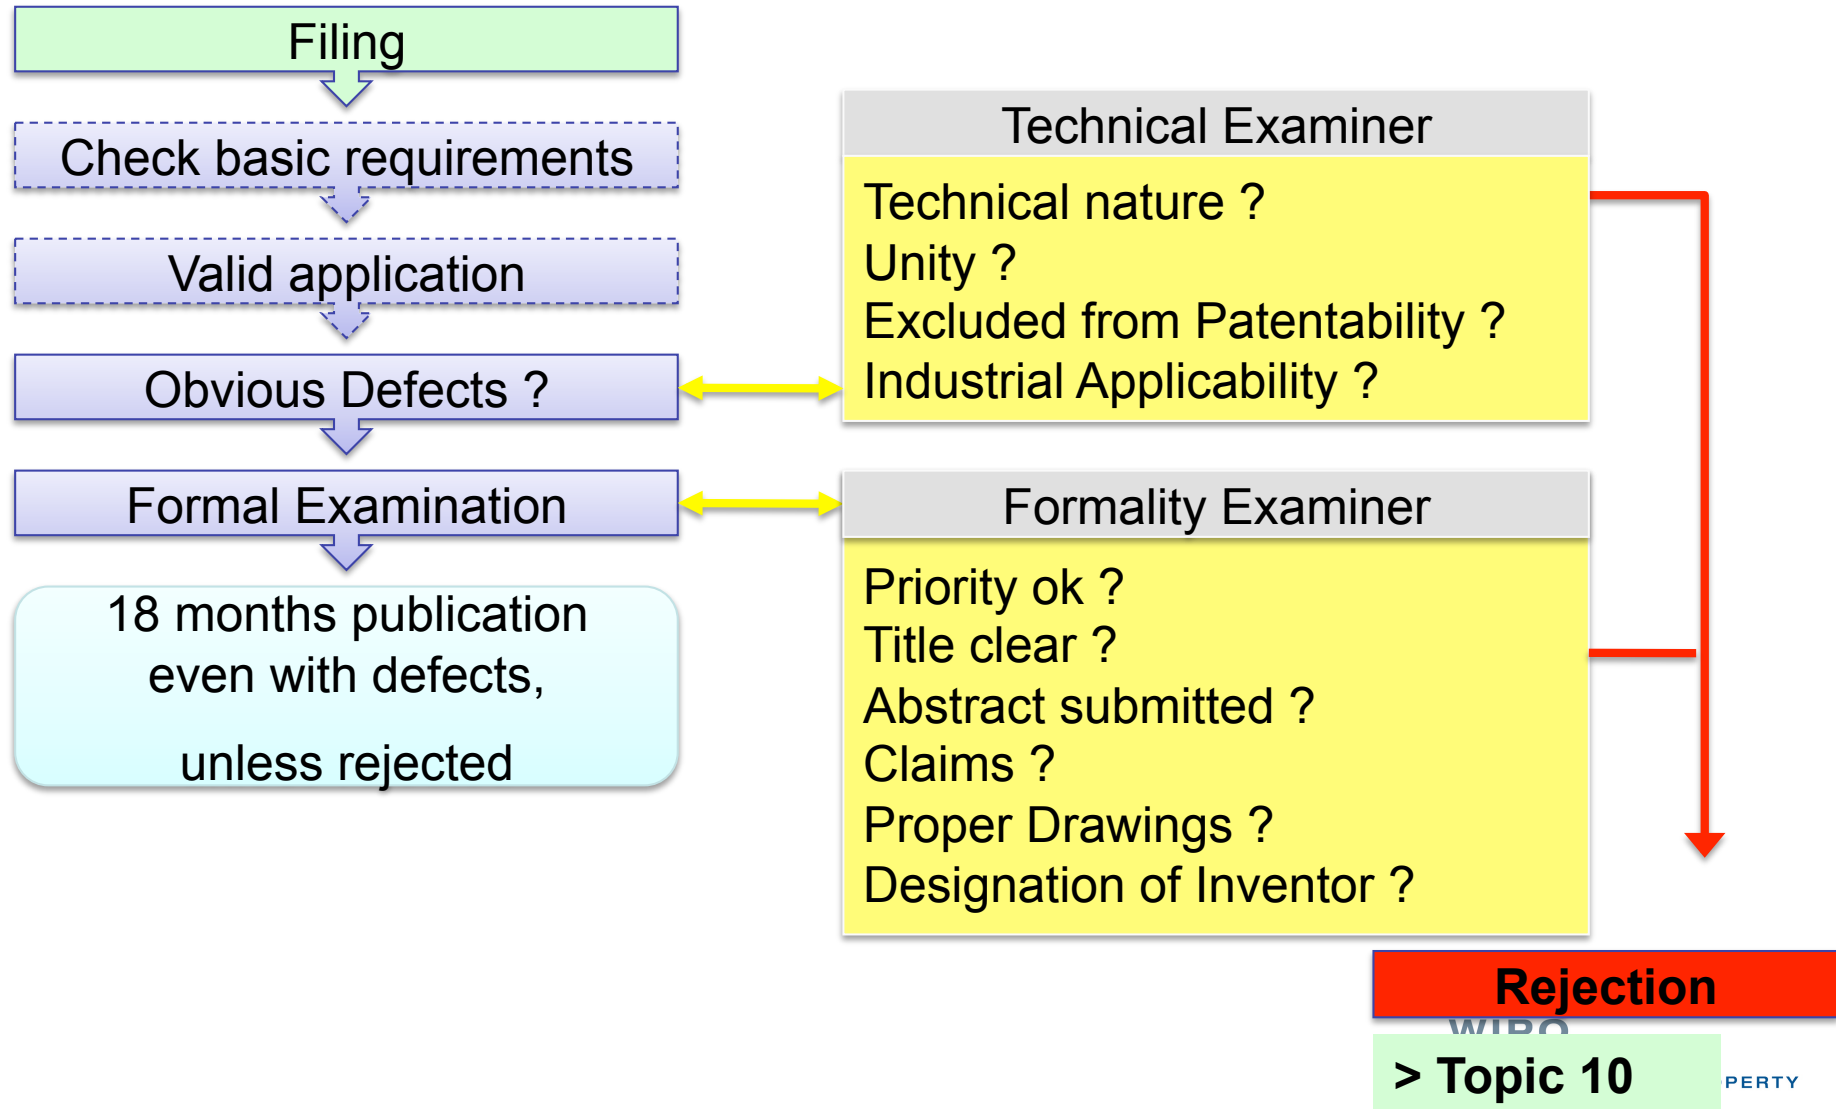 Filing
Check basic requirements
Valid application
Obvious Defects ?
Formal Examination
18 months publication
even with defects,
unless rejected
Technical Examiner
Technical nature ?
Unity ?
Excluded from Patentability ?
Industrial Applicability ?
Formality Examiner
Priority ok ?
Title clear ?
Abstract submitted ?
Claims ?
Proper Drawings ?
Designation of Inventor ?
Rejection
WIPO
> Topic 10